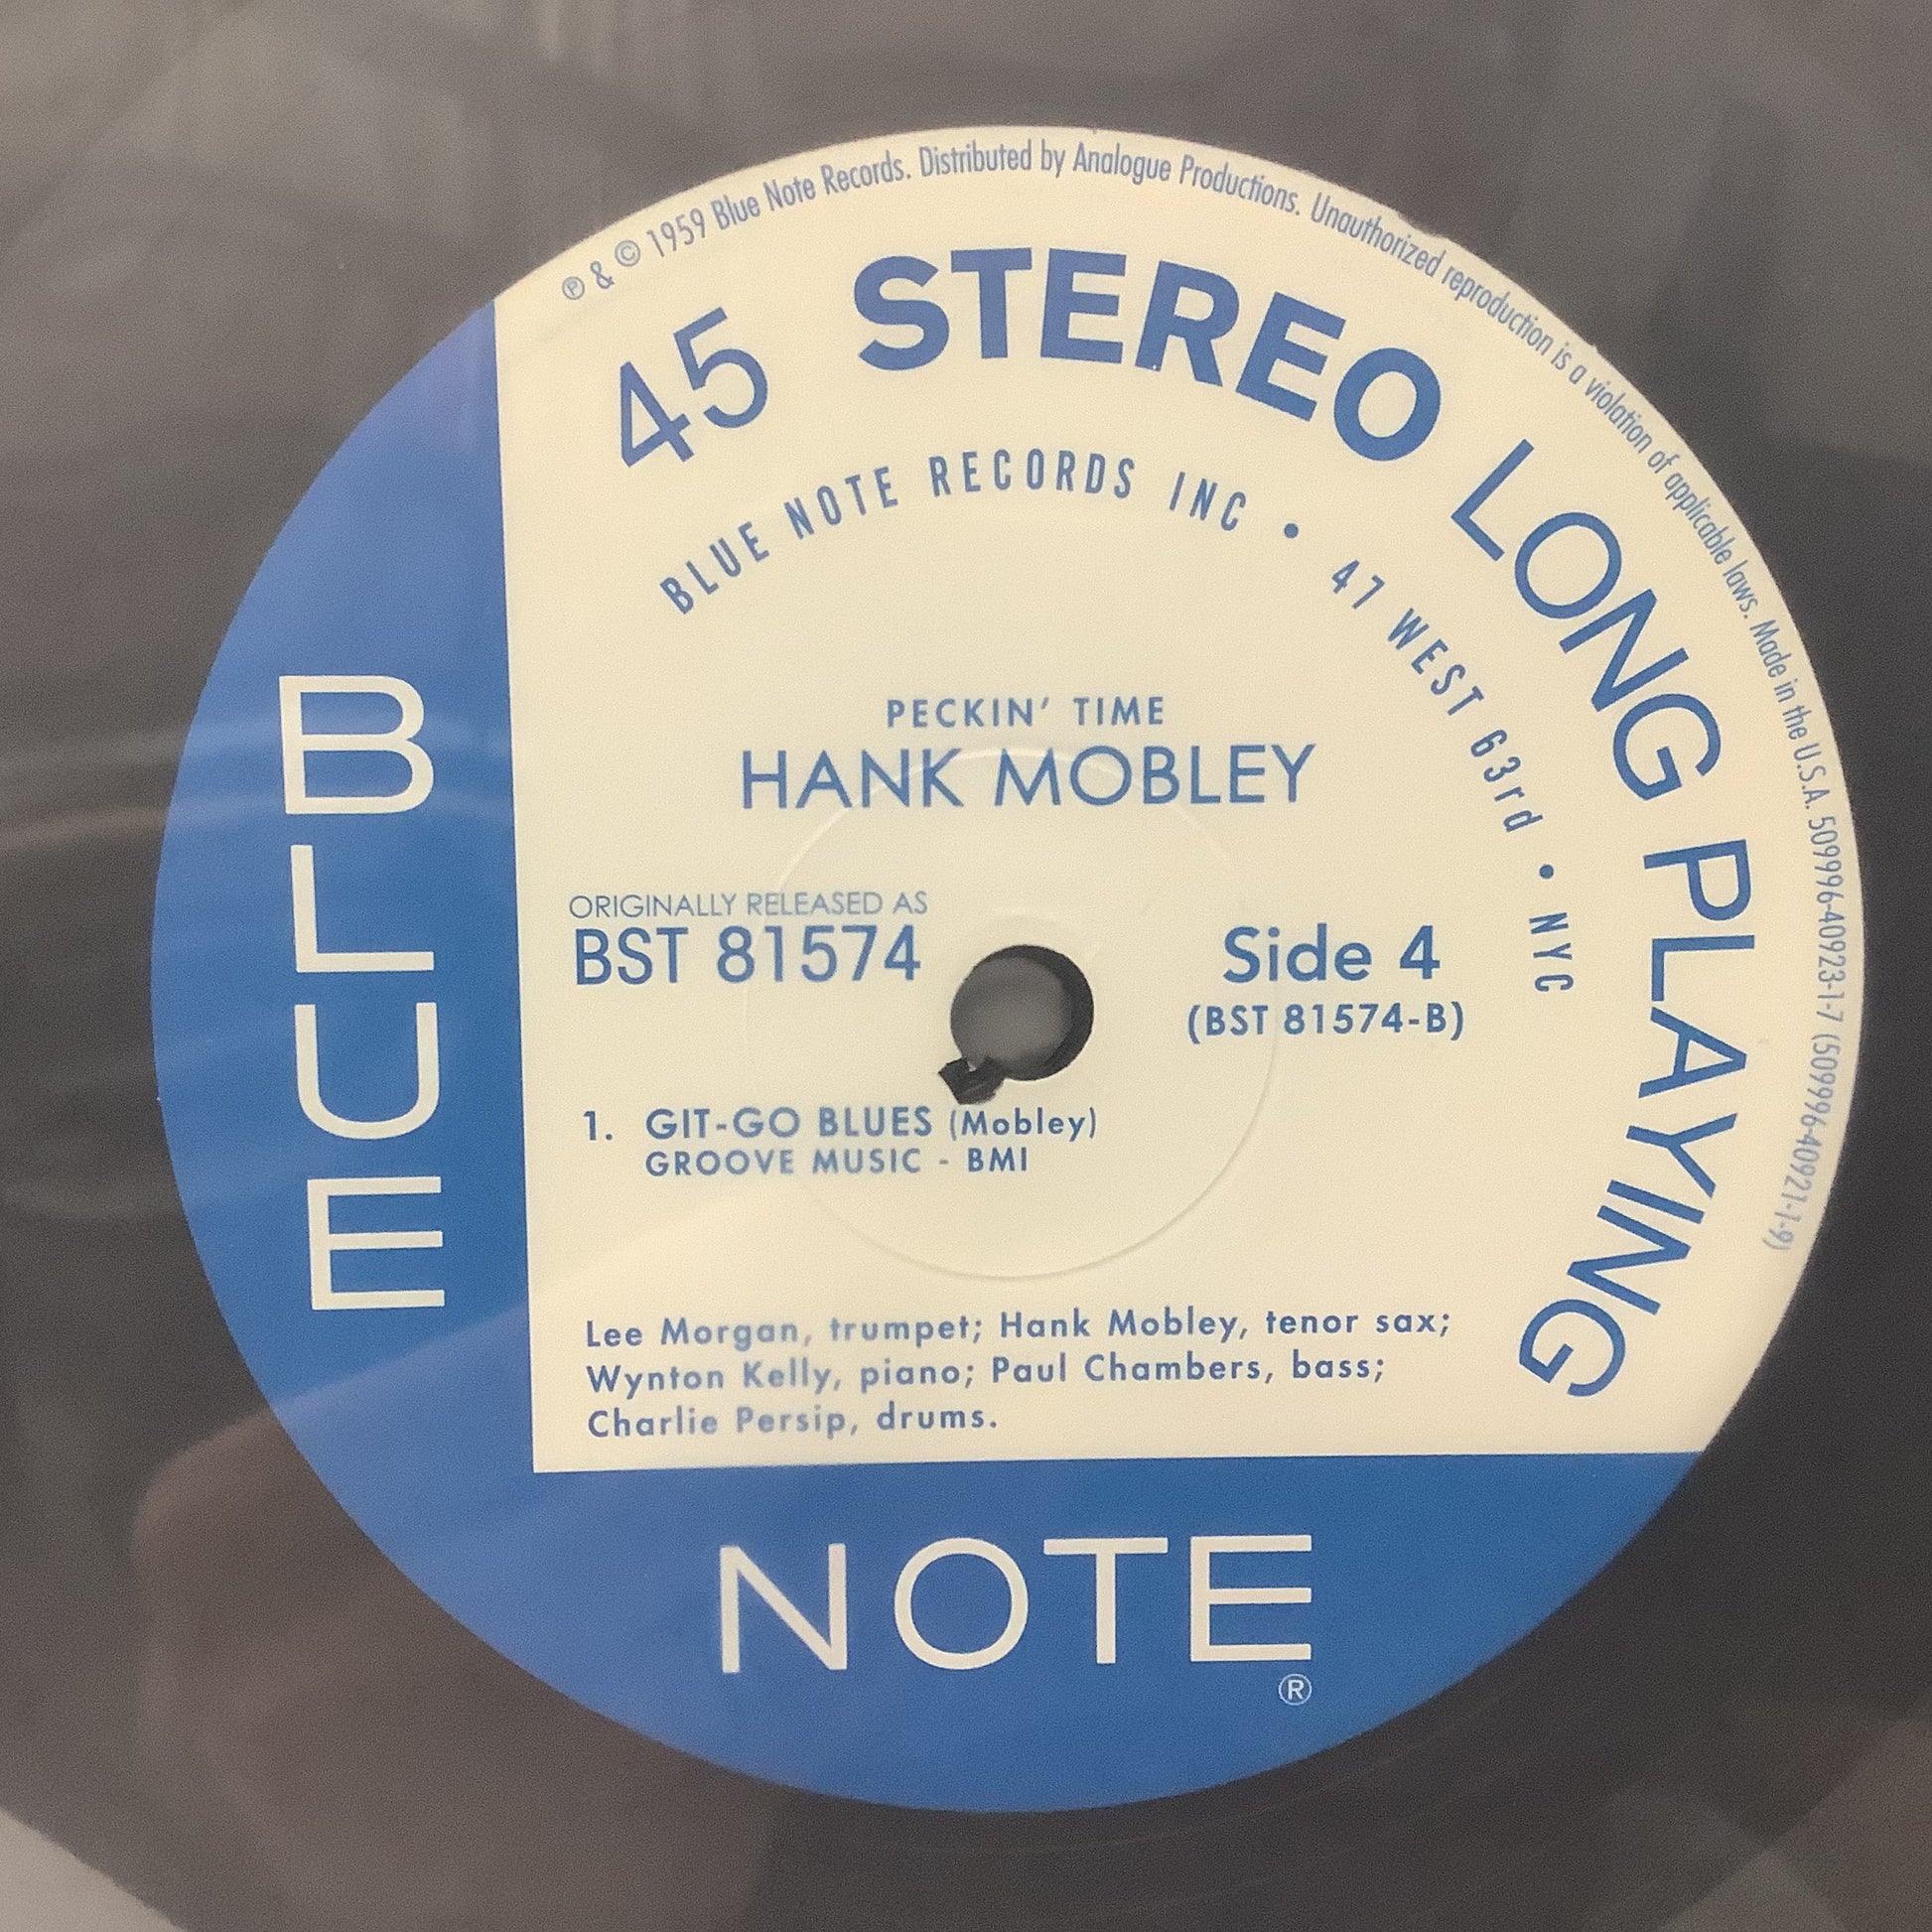 ℗ & © 1959 Blue Note Records. Distributed by Analogue Productions. Unauthorized reproduction is a violation of applicable laws. Made in the U.S.A. 509996-40923-1-7 (509996-40921-1-9)
45 STEREO LONG PLAYING
BLUE NOTE RECORDS INC • 47 WEST 63rd • NYC
PECKIN' TIME
HANK MOBLEY
ORIGINALLY RELEASED AS
BST 81574
Side 4
(BST 81574-B)
1. GIT-GO BLUES (Mobley)
GROOVE MUSIC - BMI
Lee Morgan, trumpet; Hank Mobley, tenor sax;
Wynton Kelly, piano; Paul Chambers, bass;
Charlie Persip, drums.
BLUE
NOTE
®